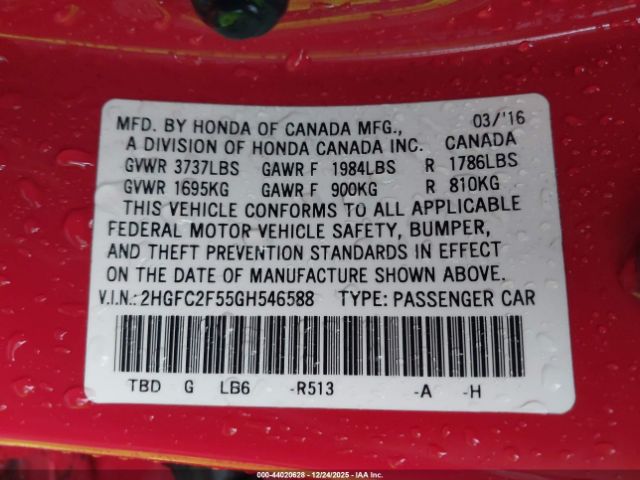 03/'16
MFD. BY HONDA OF CANADA MFG.,
A DIVISION OF HONDA CANADA INC. CANADA
GVWR 3737LBS GAWR F 1984LBS R 1786LBS
GVWR 1695KG GAWR F 900KG R 810KG
THIS VEHICLE CONFORMS TO ALL APPLICABLE
FEDERAL MOTOR VEHICLE SAFETY, BUMPER,
AND THEFT PREVENTION STANDARDS IN EFFECT
ON THE DATE OF MANUFACTURE SHOWN ABOVE.
V.I.N.: 2HGFC2F55GH546588 TYPE: PASSENGER CAR
TBD G LB6 -R513 -A -H
© 44020628 - 12/24/2025 - IAAI.com